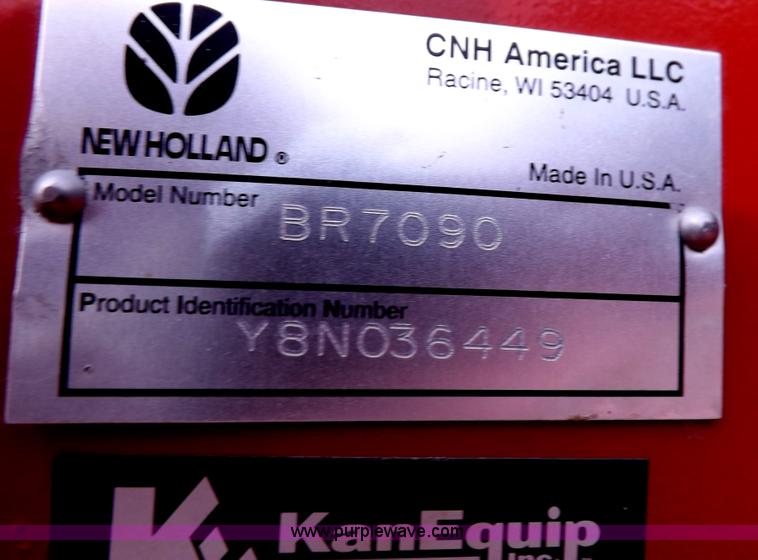 CNH America LLC
Racine, WI 53404 U.S.A.
NEW HOLLAND ®
Made In U.S.A.
Model Number
BR7090
Product Identification Number
Y8N036449
KanEquip
Inc.
www.purplewave.com